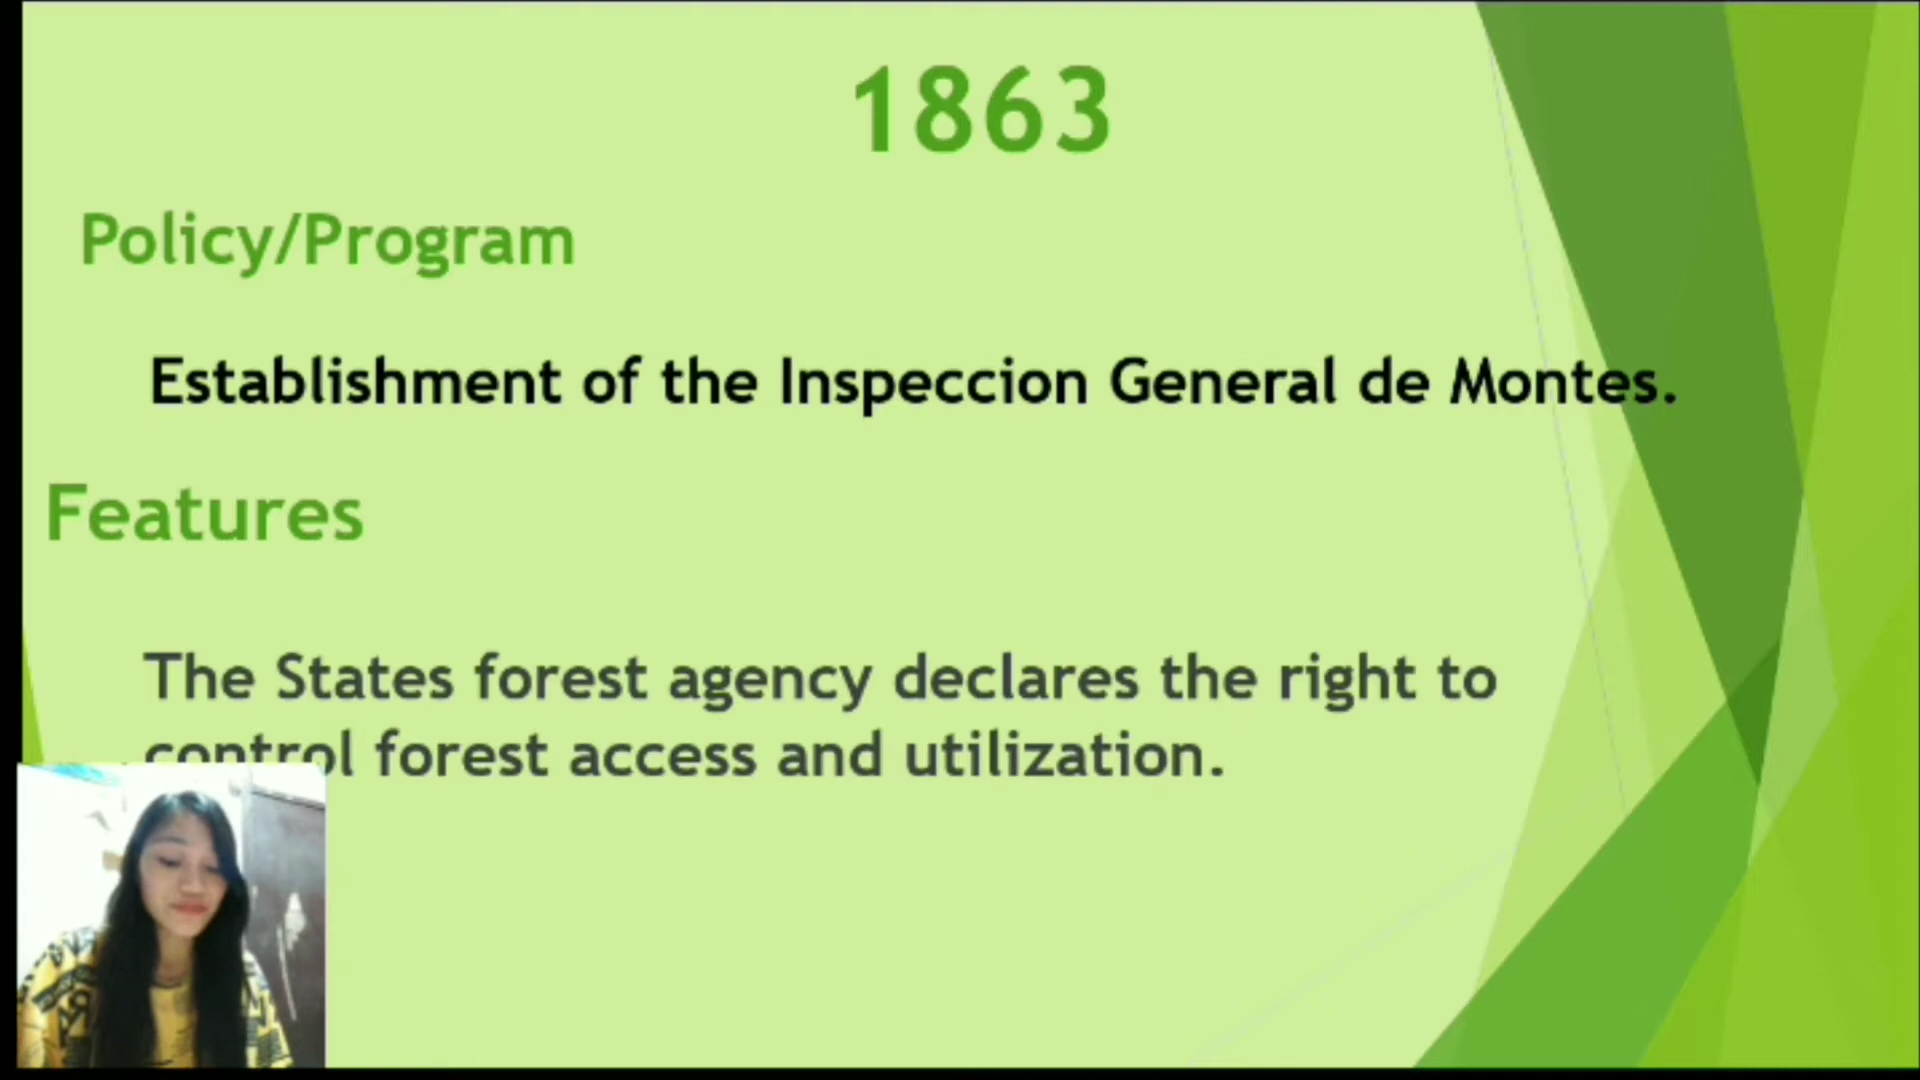 1863
Policy/Program
Establishment of the Inspeccion General de Montes.
Features
The States forest agency declares the right to
control forest access and utilization.